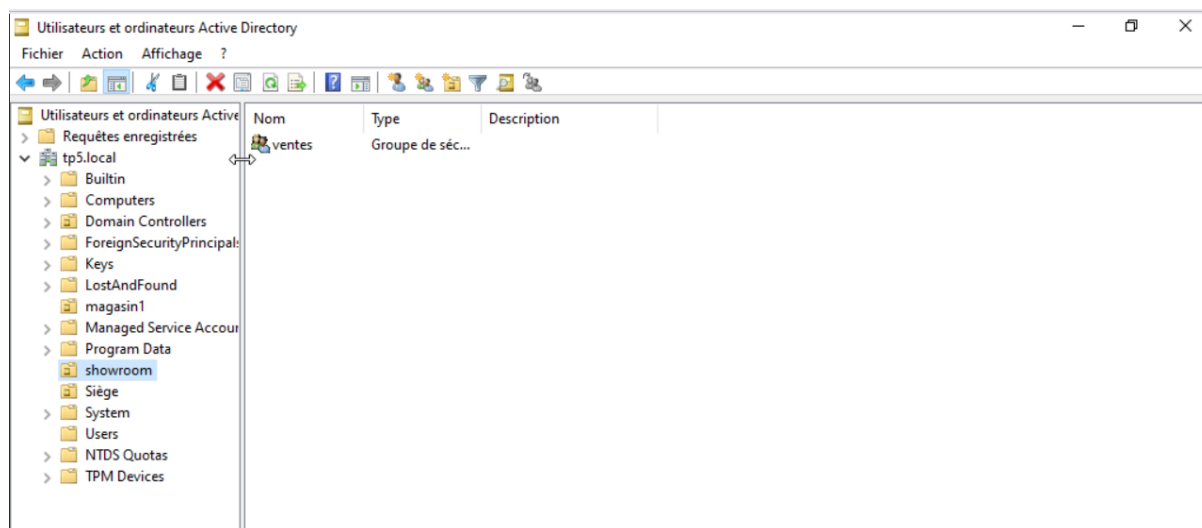 Utilisateurs et ordinateurs Active Directory
Fichier Action Affichage ?
Utilisateurs et ordinateurs Active
Nom Type Description
Requêtes enregistrées
ventes Groupe de séc...
tp5.local
Builtin
Computers
Domain Controllers
ForeignSecurityPrincipals
Keys
LostAndFound
magasin1
Managed Service Accour
Program Data
showroom
Siège
System
Users
NTDS Quotas
TPM Devices